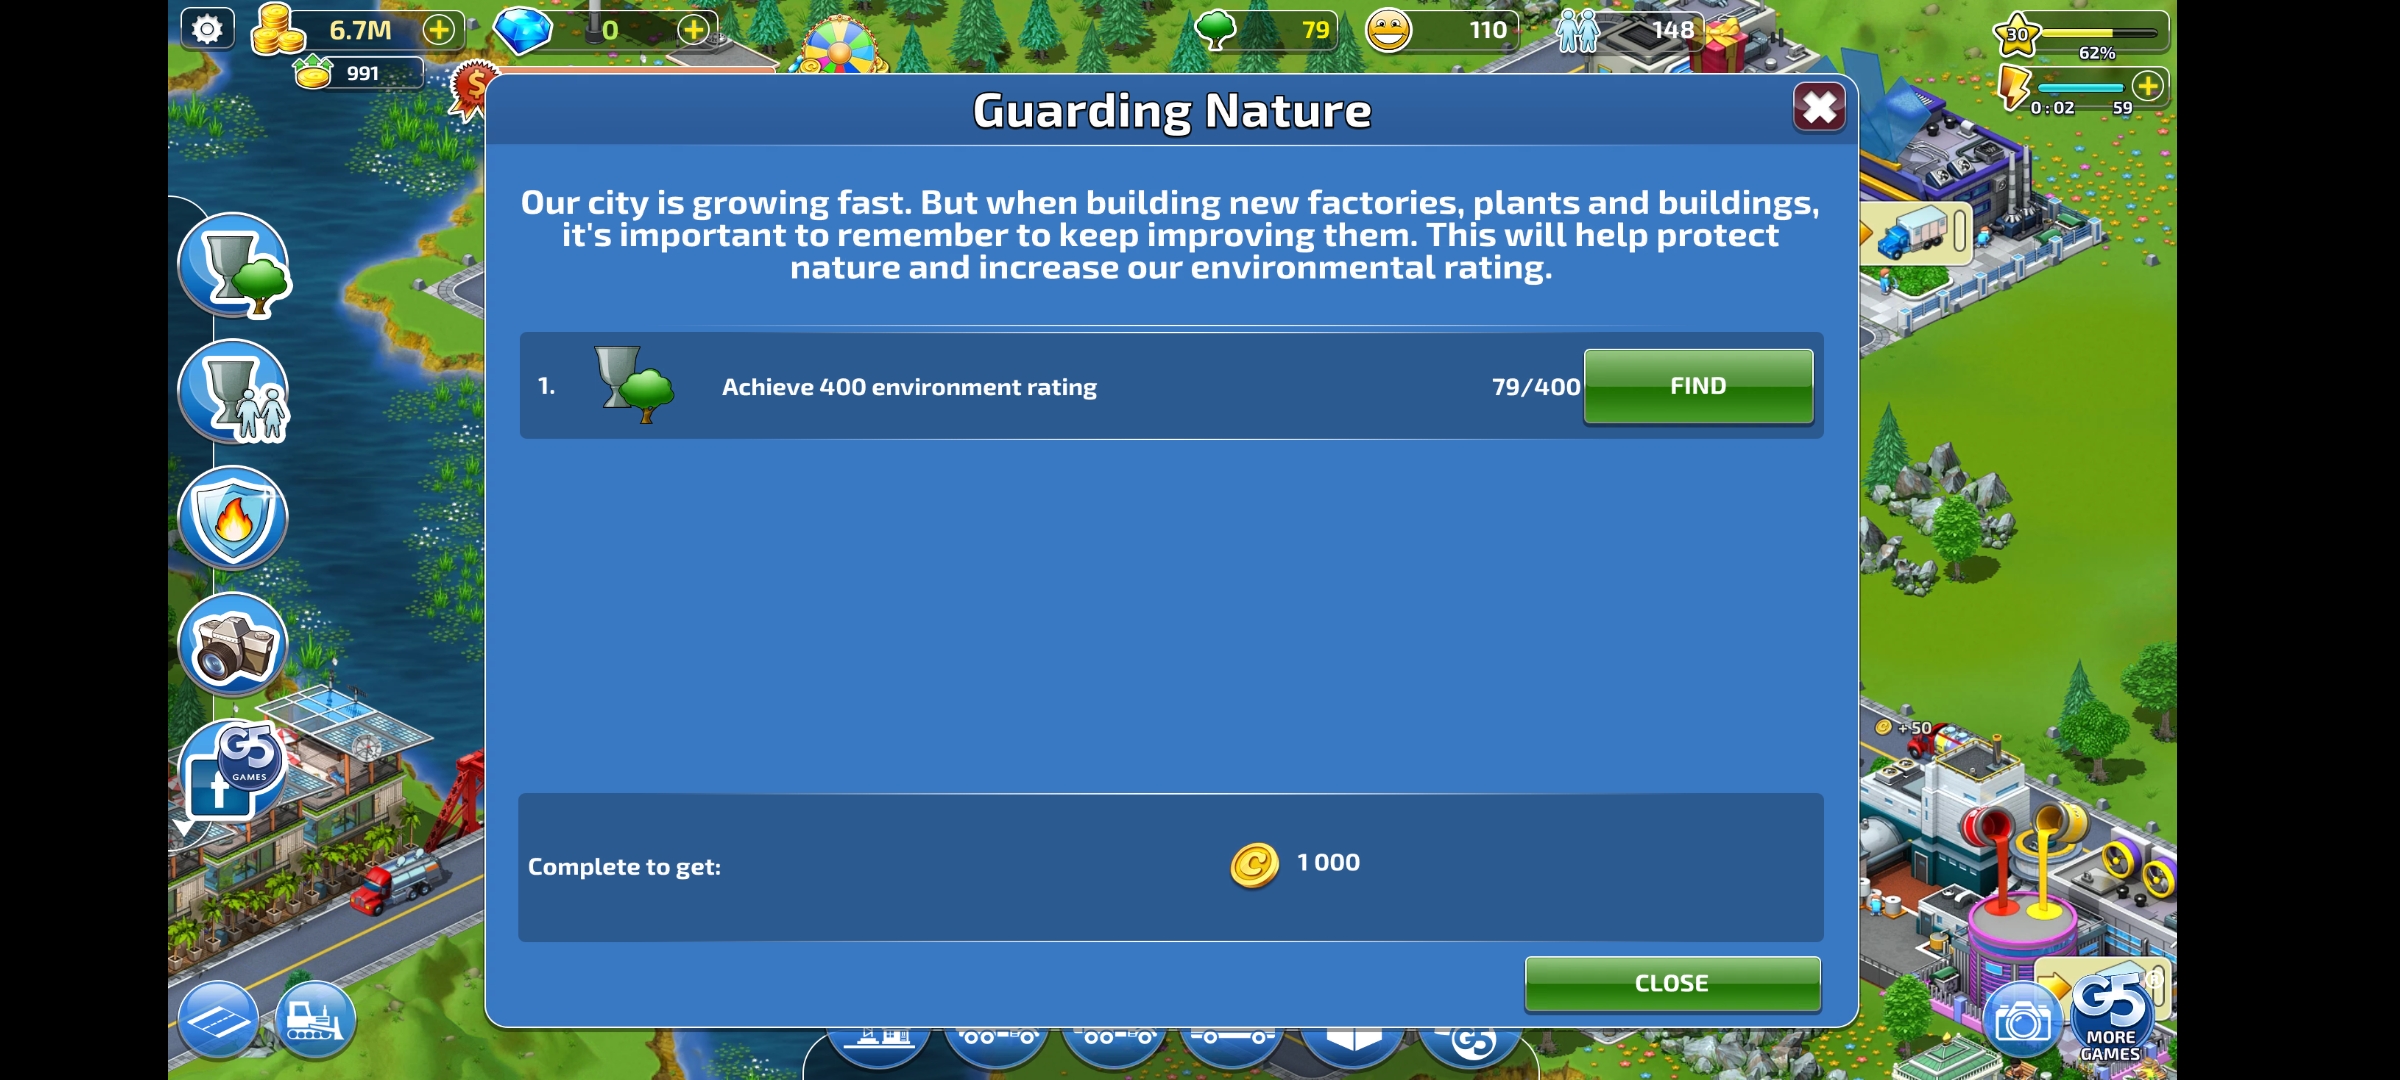 6.7M
0
79
110
148
30
62%
991
$
0:02
59
Guarding Nature
Our city is growing fast. But when building new factories, plants and buildings,
it's important to remember to keep improving them. This will help protect
nature and increase our environmental rating.
1.
Achieve 400 environment rating
79/400
FIND
0
+50
G5
GAMES
f
Complete to get:
C
1 000
CLOSE
G5
G5
MORE
GAMES